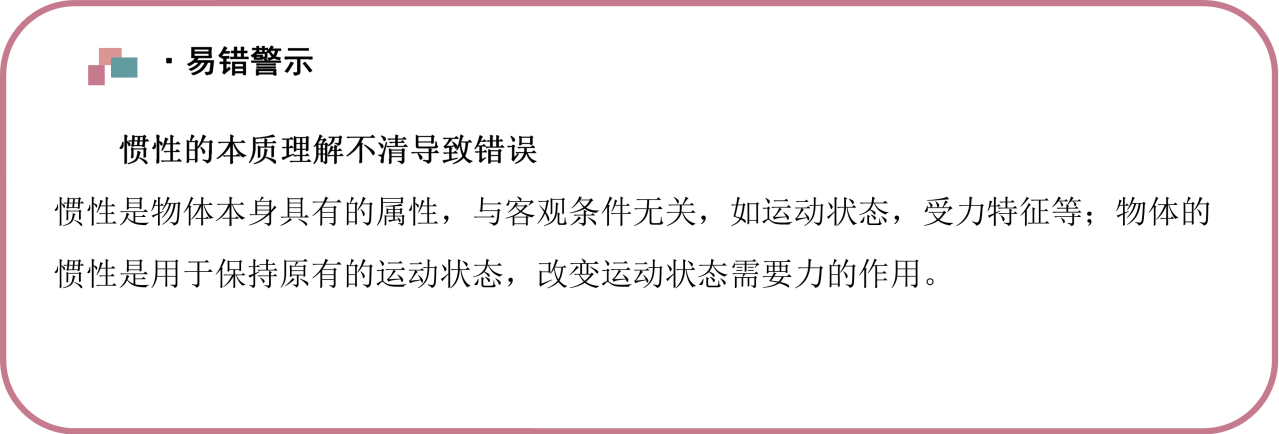 ·易错警示
惯性的本质理解不清导致错误
惯性是物体本身具有的属性，与客观条件无关，如运动状态，受力特征等；物体的
惯性是用于保持原有的运动状态，改变运动状态需要力的作用。